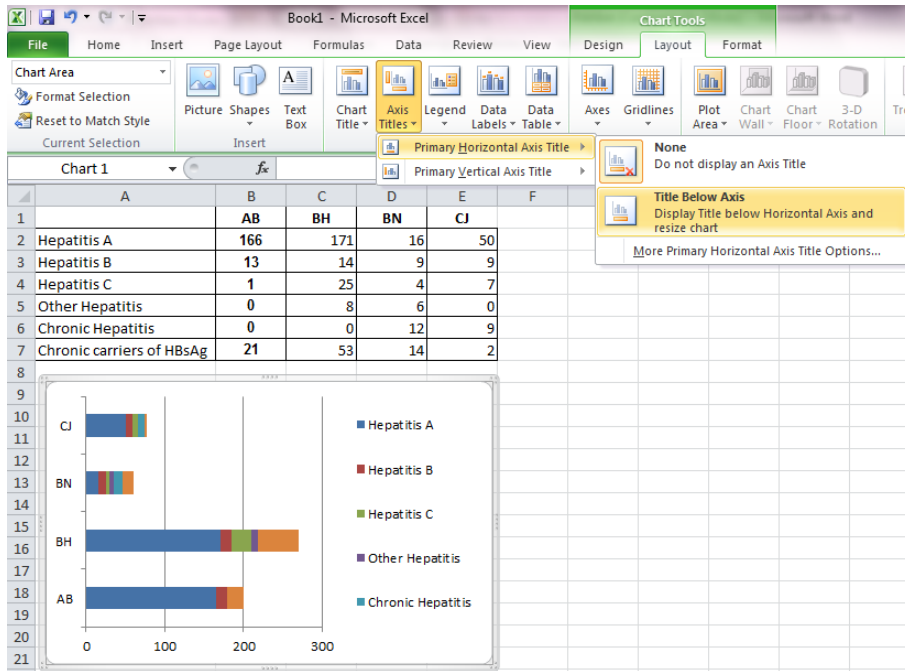 Book1 - Microsoft Excel
Chart Tools
File Home Insert Page Layout Formulas Data Review View Design Layout Format
Chart Area
Format Selection
Reset to Match Style
Current Selection
Picture Shapes Text Box
Insert
Chart Title Axis Titles Legend Data Labels Data Table
Axes Gridlines
Plot Area Chart Wall Chart Floor 3-D Rotation
Primary Horizontal Axis Title
Primary Vertical Axis Title
None
Do not display an Axis Title
Title Below Axis
Display Title below Horizontal Axis and
resize chart
More Primary Horizontal Axis Title Options...
Chart 1 fx
A B C D E F
1 AB BH BN CJ
2 Hepatitis A 166 171 16 50
3 Hepatitis B 13 14 9 9
4 Hepatitis C 1 25 4 7
5 Other Hepatitis 0 8 6 0
6 Chronic Hepatitis 0 0 12 9
7 Chronic carriers of HBsAg 21 53 14 2
8
9
10
11
12
13
14
15
16
17
18
19
20
21
CJ
BN
BH
AB
0 100 200 300
Hepatitis A
Hepatitis B
Hepatitis C
Other Hepatitis
Chronic Hepatitis